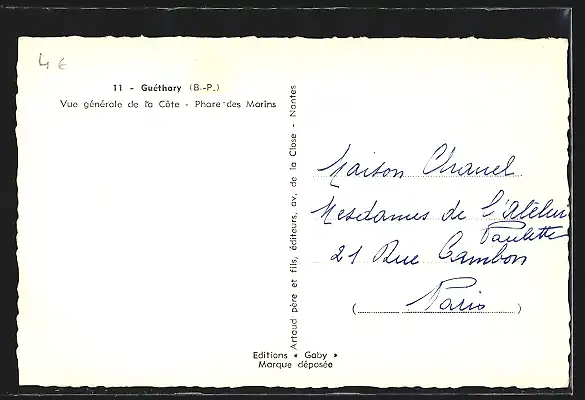 4 €
11 - Guéthary (B.-P.)
Vue générale de la Côte - Phare des Marins
Artaud père et fils, éditeurs, av. de la Close - Nantes
Maison Chanel
Mesdames de l'Atelier
Paulette
21 Rue Cambon
(Paris)
Editions « Gaby »
Marque déposée